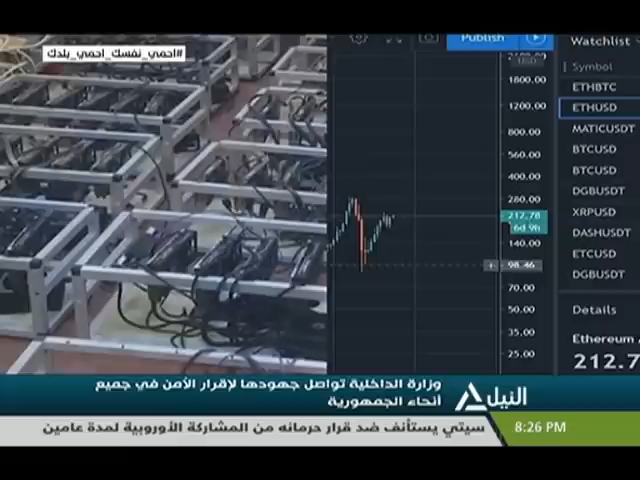 #احمي_نفسك_احمي_بلدك
Publish
Watchlist
USD
1800.00
1200.00
800.00
560.00
400.00
280.00
212.78
6d 9h
140.00
98.46
70.00
50.00
35.00
25.00
Symbol
ETHBTC
ETHUSD
MATICUSDT
BTCUSD
BTCUSD
DGBUSDT
XRPUSD
DASHUSDT
ETCUSD
DGBUSDT
Details
Ethereum
212.7
النيل
وزارة الداخلية تواصل جهودها لإقرار الأمن في جميع
أنحاء الجمهورية
سيتي يستأنف ضد قرار حرمانه من المشاركة الأوروبية لمدة عامين
8:26 PM